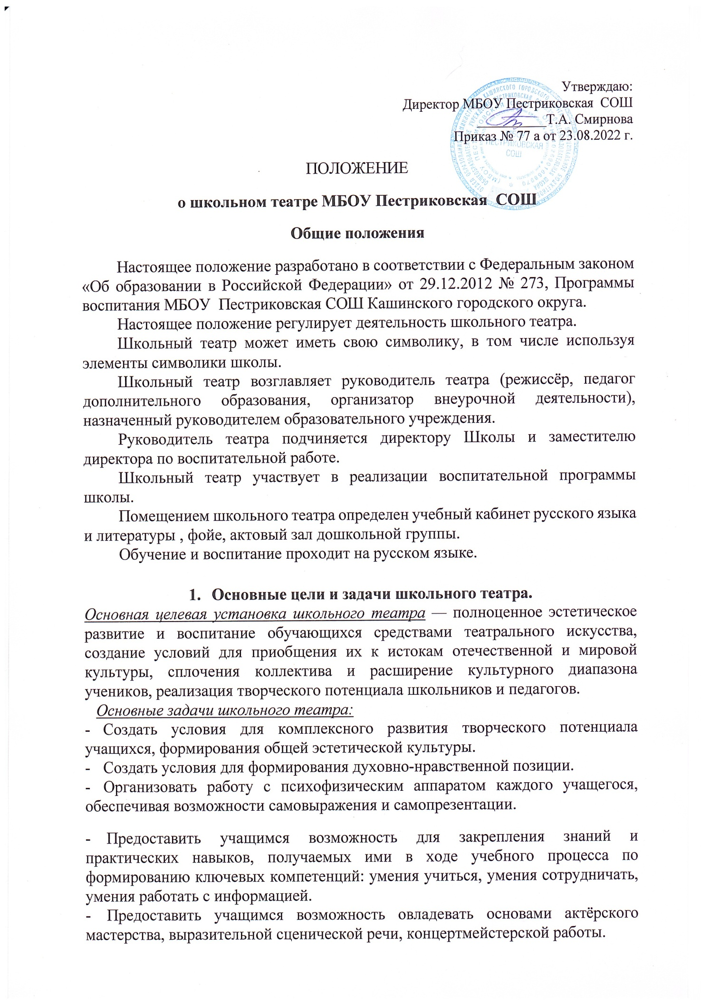 Утверждаю:
Директор МБОУ Пестриковская  СОШ
__________Т.А. Смирнова
Приказ № 77 а от 23.08.2022 г.
ПЕСТРИКОВСКАЯ
СОШ
ПОЛОЖЕНИЕ
о школьном театре МБОУ Пестриковская  СОШ
Общие положения
Настоящее положение разработано в соответствии с Федеральным законом
«Об образовании в Российской Федерации» от 29.12.2012 № 273, Программы
воспитания МБОУ  Пестриковская СОШ Кашинского городского округа.
Настоящее положение регулирует деятельность школьного театра.
Школьный театр может иметь свою символику, в том числе используя
элементы символики школы.
Школьный театр возглавляет руководитель театра (режиссёр, педагог
дополнительного образования, организатор внеурочной деятельности),
назначенный руководителем образовательного учреждения.
Руководитель театра подчиняется директору Школы и заместителю
директора по воспитательной работе.
Школьный театр участвует в реализации воспитательной программы
школы.
Помещением школьного театра определен учебный кабинет русского языка
и литературы , фойе, актовый зал дошкольной группы.
Обучение и воспитание проходит на русском языке.
1. Основные цели и задачи школьного театра.
Основная целевая установка школьного театра — полноценное эстетическое
развитие и воспитание обучающихся средствами театрального искусства,
создание условий для приобщения их к истокам отечественной и мировой
культуры, сплочения коллектива и расширение культурного диапазона
учеников, реализация творческого потенциала школьников и педагогов.
Основные задачи школьного театра:
- Создать условия для комплексного развития творческого потенциала
учащихся, формирования общей эстетической культуры.
- Создать условия для формирования духовно-нравственной позиции.
- Организовать работу с психофизическим аппаратом каждого учащегося,
обеспечивая возможности самовыражения и самопрезентации.
- Предоставить учащимся возможность для закрепления знаний и
практических навыков, получаемых ими в ходе учебного процесса по
формированию ключевых компетенций: умения учиться, умения сотрудничать,
умения работать с информацией.
- Предоставить учащимся возможность овладевать основами актёрского
мастерства, выразительной сценической речи, концертмейстерской работы.